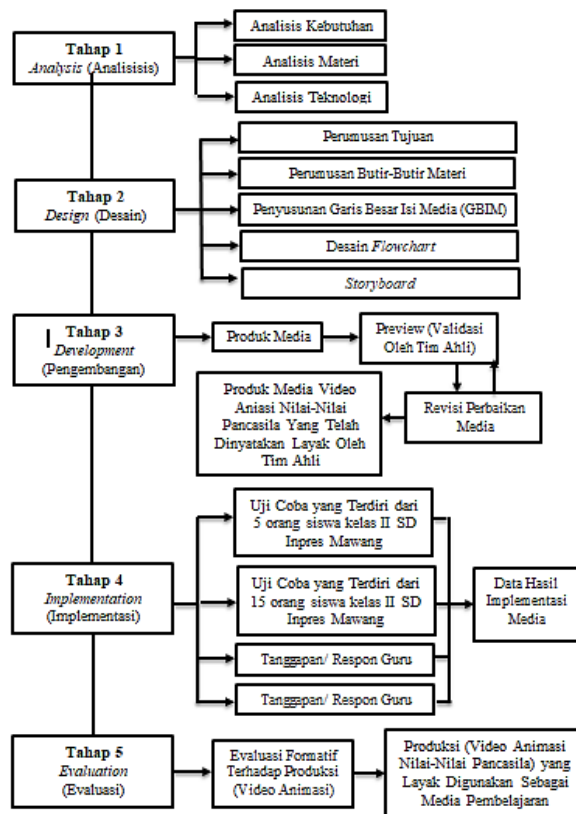 Tahap 1
Analysis (Analisisis)
Analisis Kebutuhan
Analisis Materi
Analisis Teknologi
Tahap 2
Design (Desain)
Perumusan Tujuan
Perumusan Butir-Butir Materi
Penyusunan Garis Besar Isi Media (GBIM)
Desain Flowchart
Storyboard
Tahap 3
Development
(Pengembangan)
Produk Media
Preview (Validasi
Oleh Tim Ahli)
Revisi Perbaikan
Media
Produk Media Video
Aniasi Nilai-Nilai
Pancasila Yang Telah
Dinyatakan Layak Oleh
Tim Ahli
Tahap 4
Implementation
(Implementasi)
Uji Coba yang Terdiri dari
5 orang siswa kelas II SD
Inpres Mawang
Uji Coba yang Terdiri dari
15 orang siswa kelas II SD
Inpres Mawang
Tanggapan/ Respon Guru
Tanggapan/ Respon Guru
Data Hasil
Implementasi
Media
Tahap 5
Evaluation
(Evaluasi)
Evaluasi Formatif
Terhadap Produksi
(Video Animasi)
Produksi (Video Animasi
Nilai-Nilai Pancasila) yang
Layak Digunakan Sebagai
Media Pembelajaran